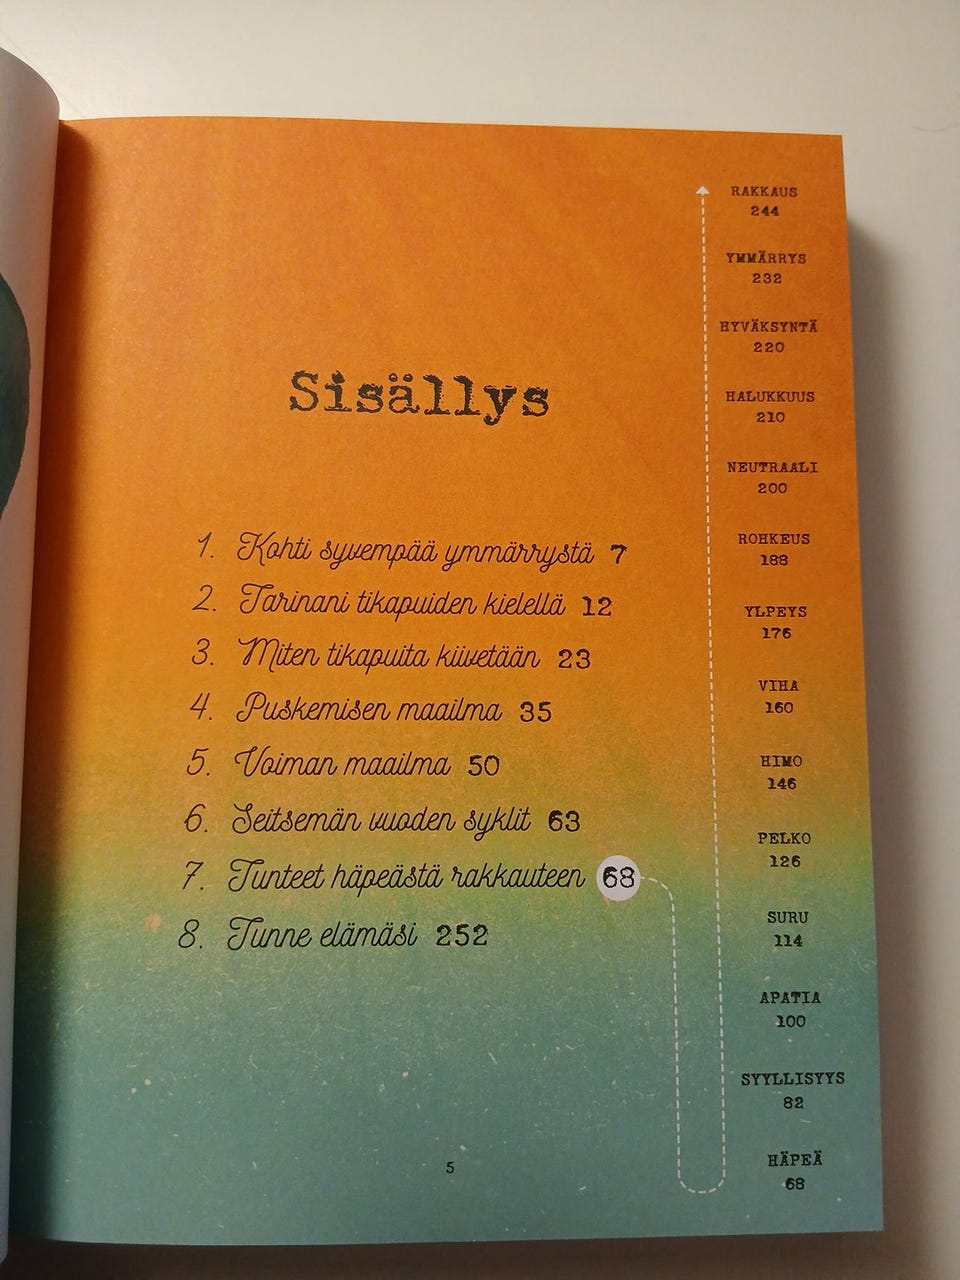 Sisällys
1. Kohti syvempää ymmärrystä 7
2. Tarinani tikapuiden kielellä 12
3. Miten tikapuita kiivetään 23
4. Puskemisen maailma 35
5. Voiman maailma 50
6. Seitsemän vuoden syklit 63
7. Tunteet häpeästä rakkauteen 68
8. Tunne elämäsi 252
RAKKAUS
244
YMMÄRRYS
232
HYVÄKSYNTÄ
220
HALUKKUUS
210
NEUTRAALI
200
ROHKEUS
188
YLPEYS
176
VIHA
160
HIMO
146
PELKO
126
SURU
114
APATIA
100
SYYLLISYYS
82
HÄPEÄ
68
5